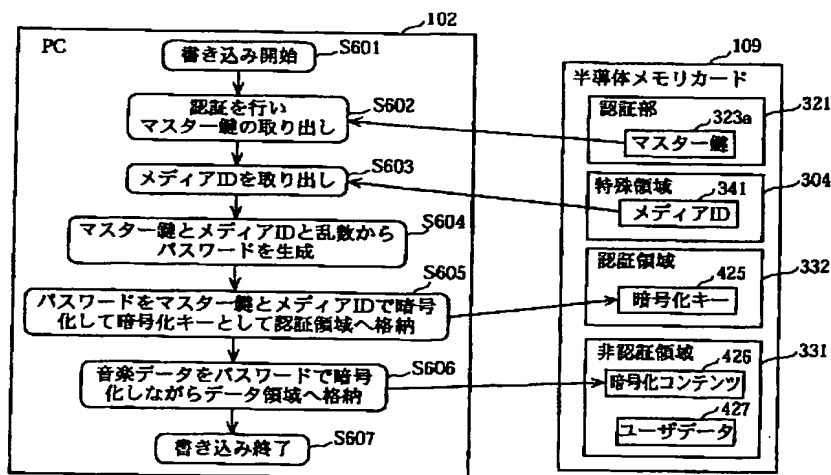 102
PC
書き込み開始
S601
認証を行い
マスター鍵の取り出し
S602
メディアIDを取り出し
S603
マスター鍵とメディアIDと乱数から
パスワードを生成
S604
パスワードをマスター鍵とメディアIDで暗号
化して暗号化キーとして認証領域へ格納
S605
音楽データをパスワードで暗号
化しながらデータ領域へ格納
S606
書き込み終了
S607
109
半導体メモリカード
認証部
321
323a
マスター鍵
特殊領域
304
341
メディアID
認証領域
332
425
暗号化キー
非認証領域
331
426
暗号化コンテンツ
427
ユーザデータ